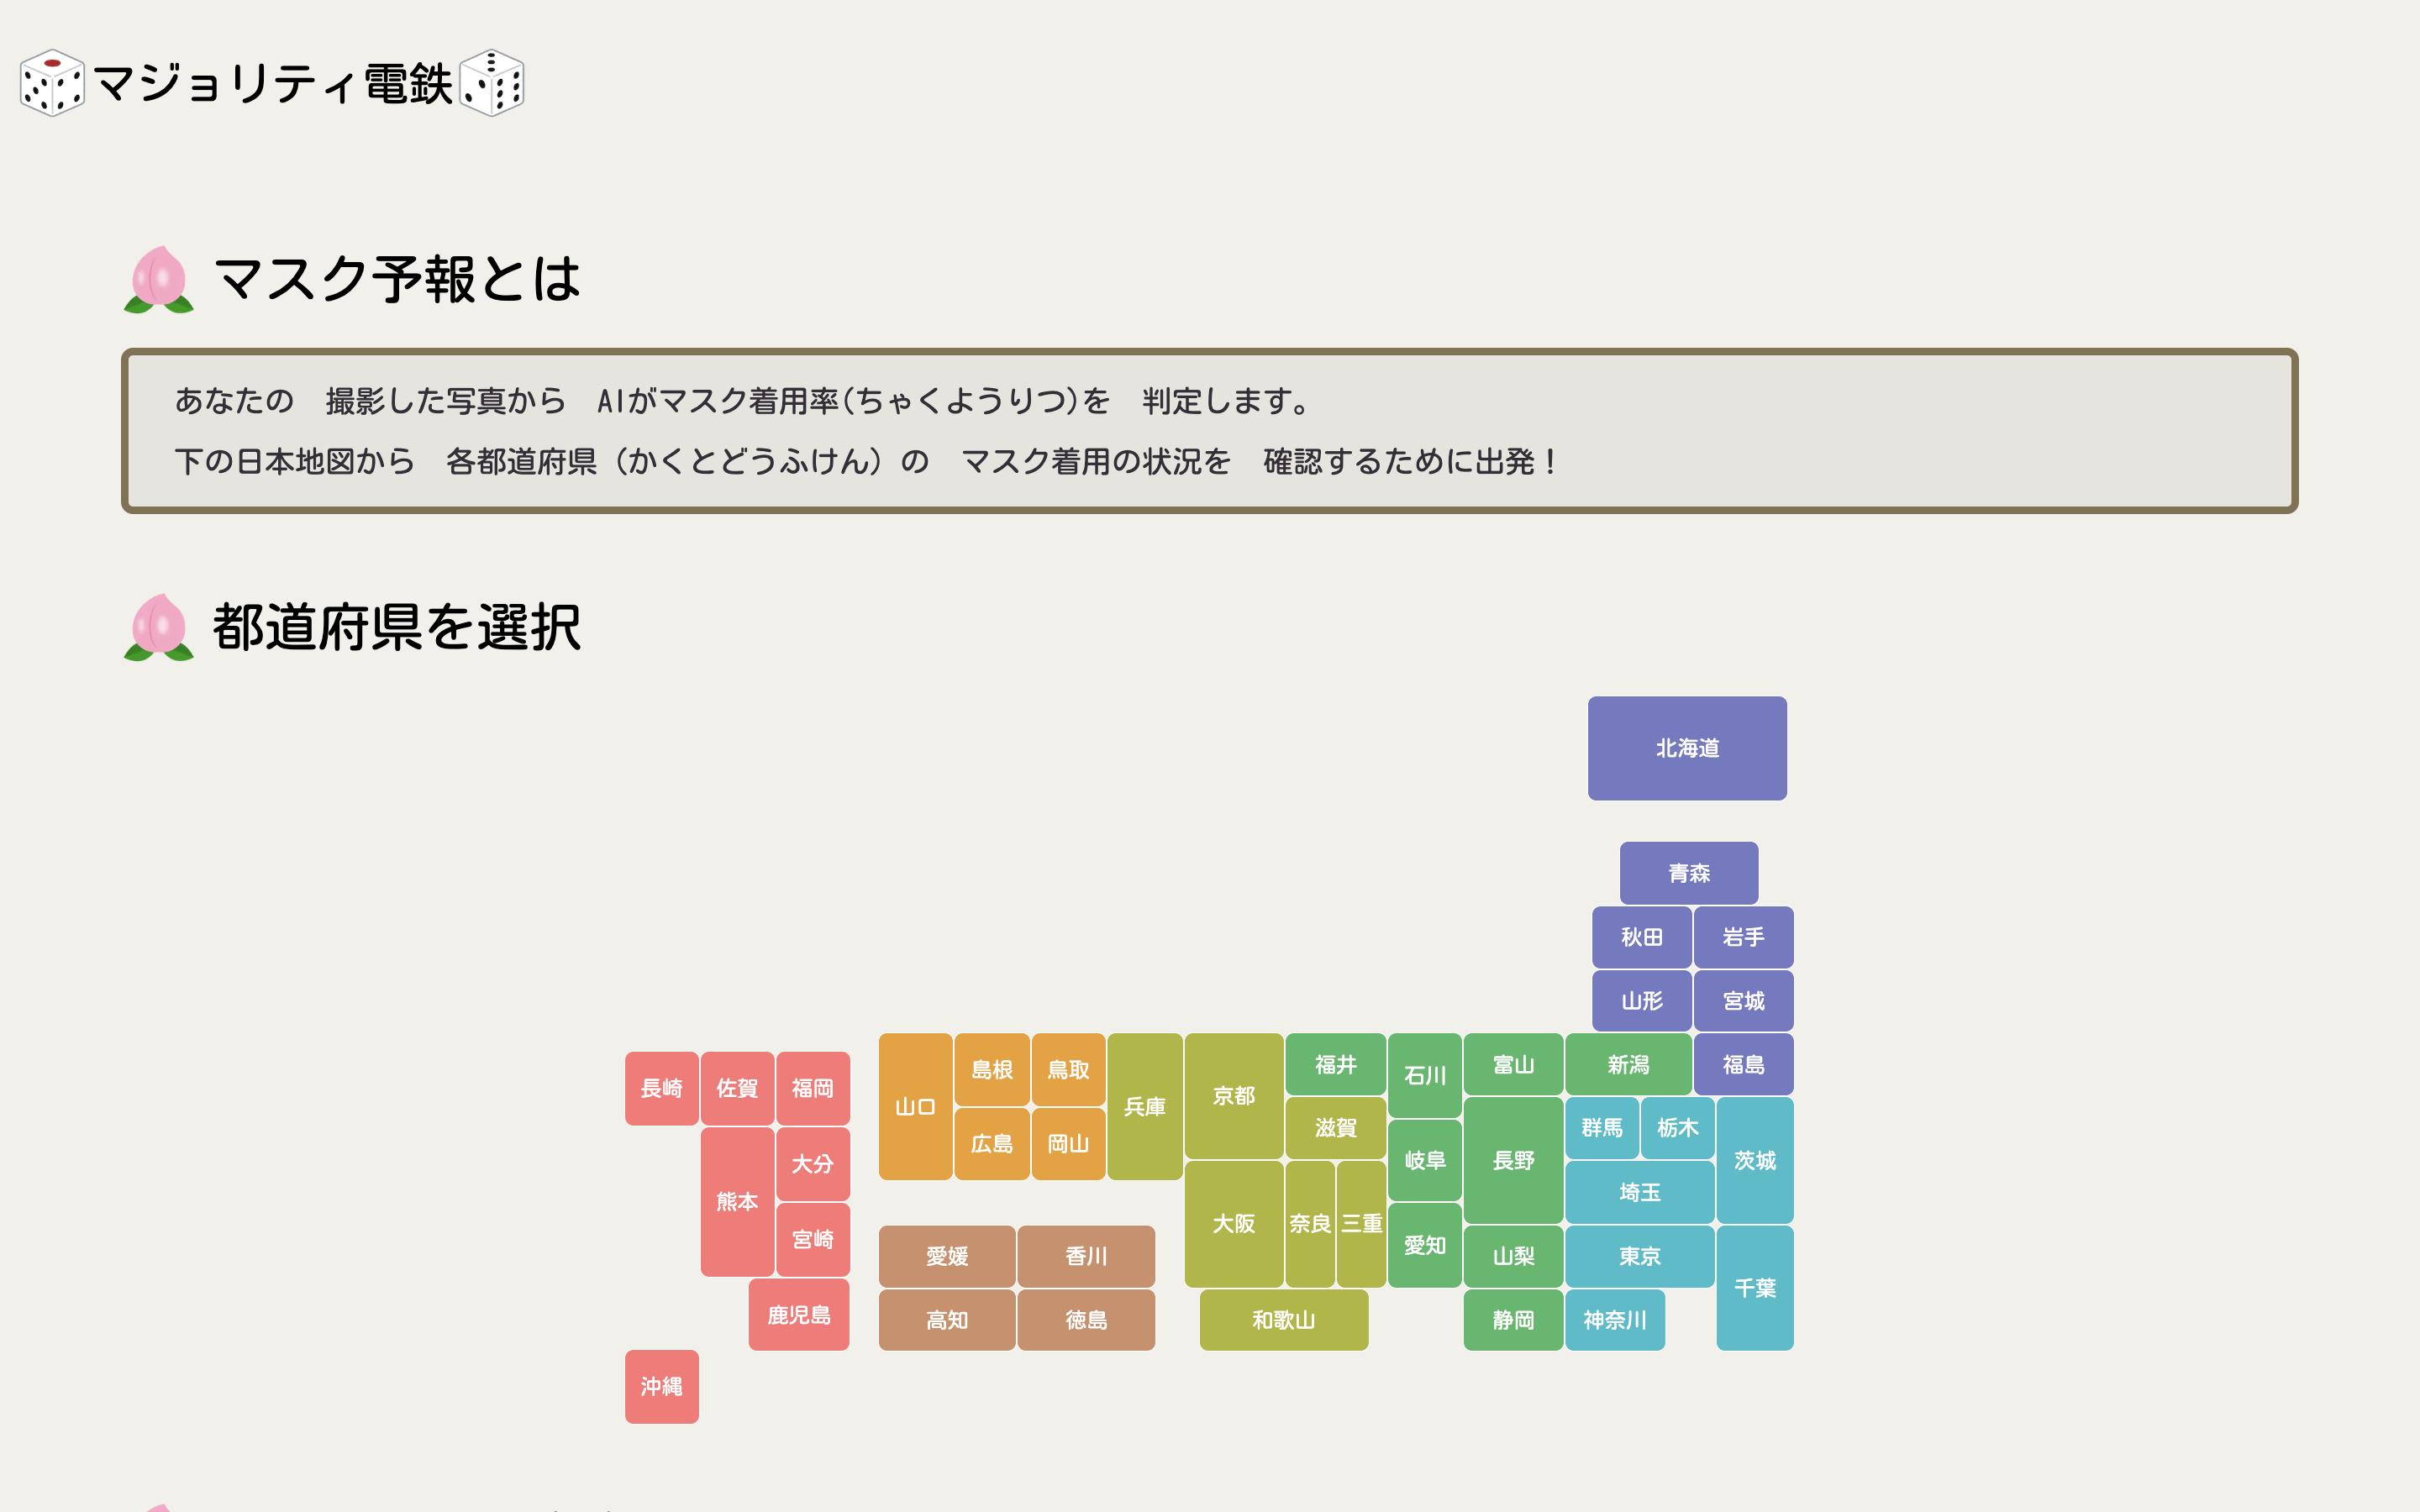 マジョリティ電鉄
マスク予報とは
あなたの　撮影した写真から　AIがマスク着用率(ちゃくようりつ)を　判定します。
下の日本地図から　各都道府県（かくとどうふけん）の　マスク着用の状況を　確認するために出発！
都道府県を選択
北海道
青森
秋田
岩手
山形
宮城
山口
島根
鳥取
兵庫
京都
福井
石川
富山
新潟
福島
長崎
佐賀
福岡
広島
岡山
滋賀
岐阜
長野
群馬
栃木
茨城
熊本
大分
大阪
奈良
三重
埼玉
宮崎
愛媛
香川
愛知
山梨
東京
千葉
鹿児島
高知
徳島
和歌山
静岡
神奈川
沖縄